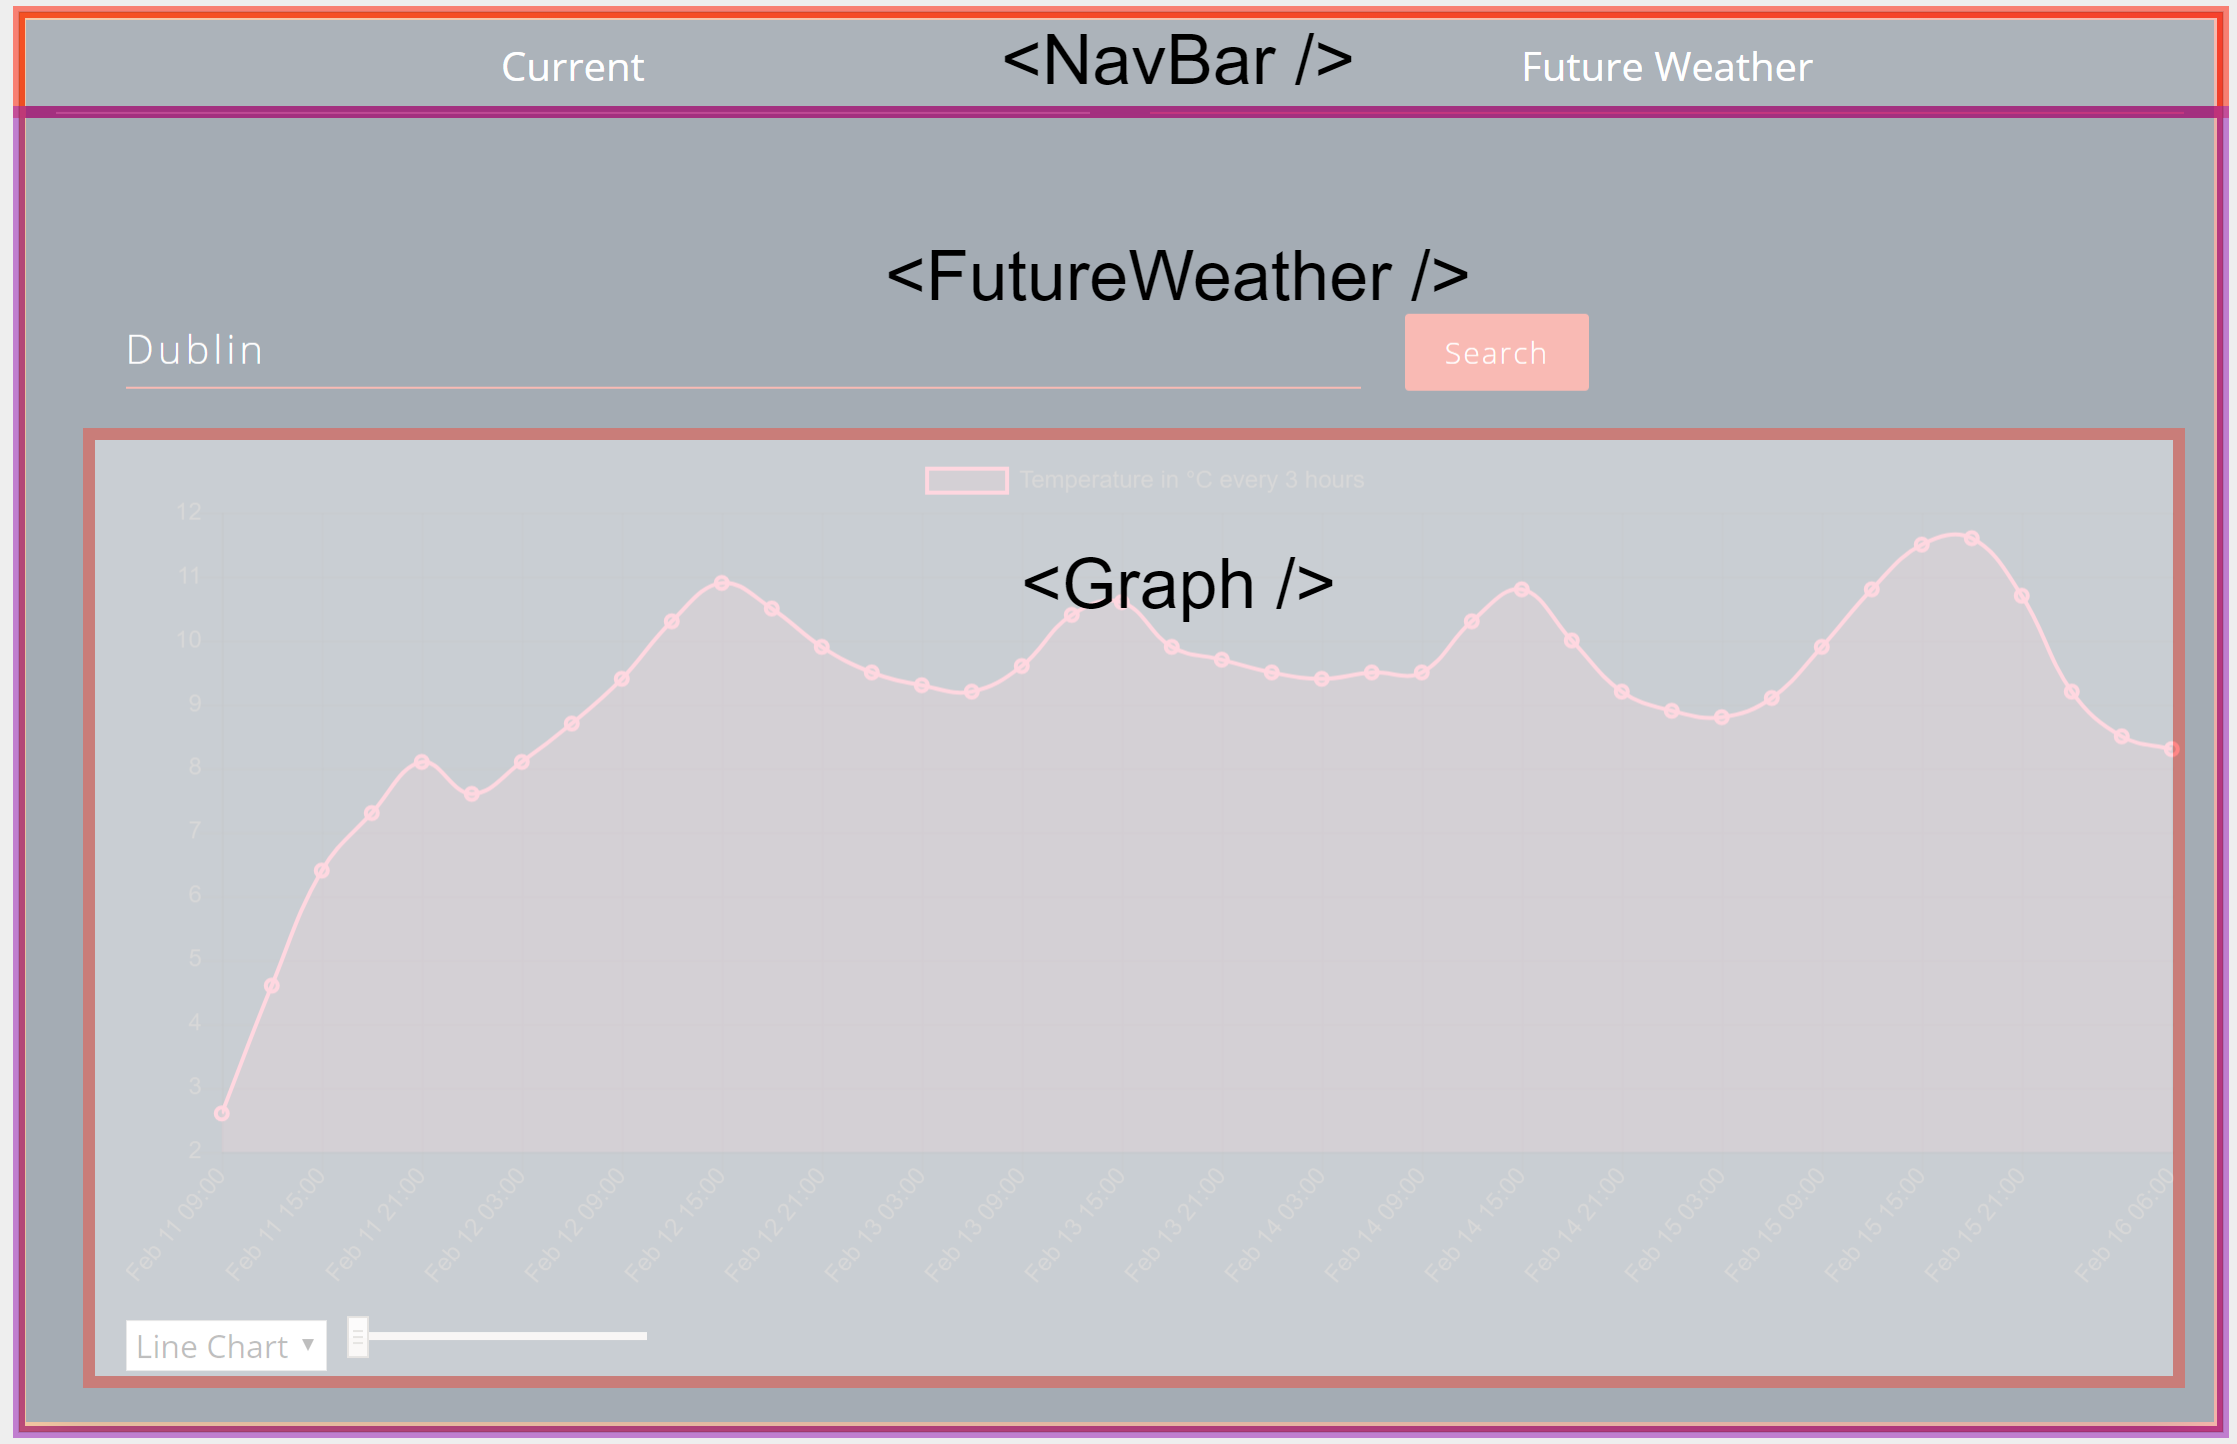 Current <NavBar /> Future Weather
<FutureWeather />
Dublin Search
Temperature in °C every 3 hours
12
<Graph />
11
10
9
8
7
6
5
4
3
2
Feb 11 09:00 Feb 11 15:00 Feb 11 21:00 Feb 12 03:00 Feb 12 09:00 Feb 12 15:00 Feb 12 21:00 Feb 13 03:00 Feb 13 09:00 Feb 13 15:00 Feb 13 21:00 Feb 14 03:00 Feb 14 09:00 Feb 14 15:00 Feb 14 21:00 Feb 15 03:00 Feb 15 09:00 Feb 15 15:00 Feb 15 21:00 Feb 16 06:00
Line Chart